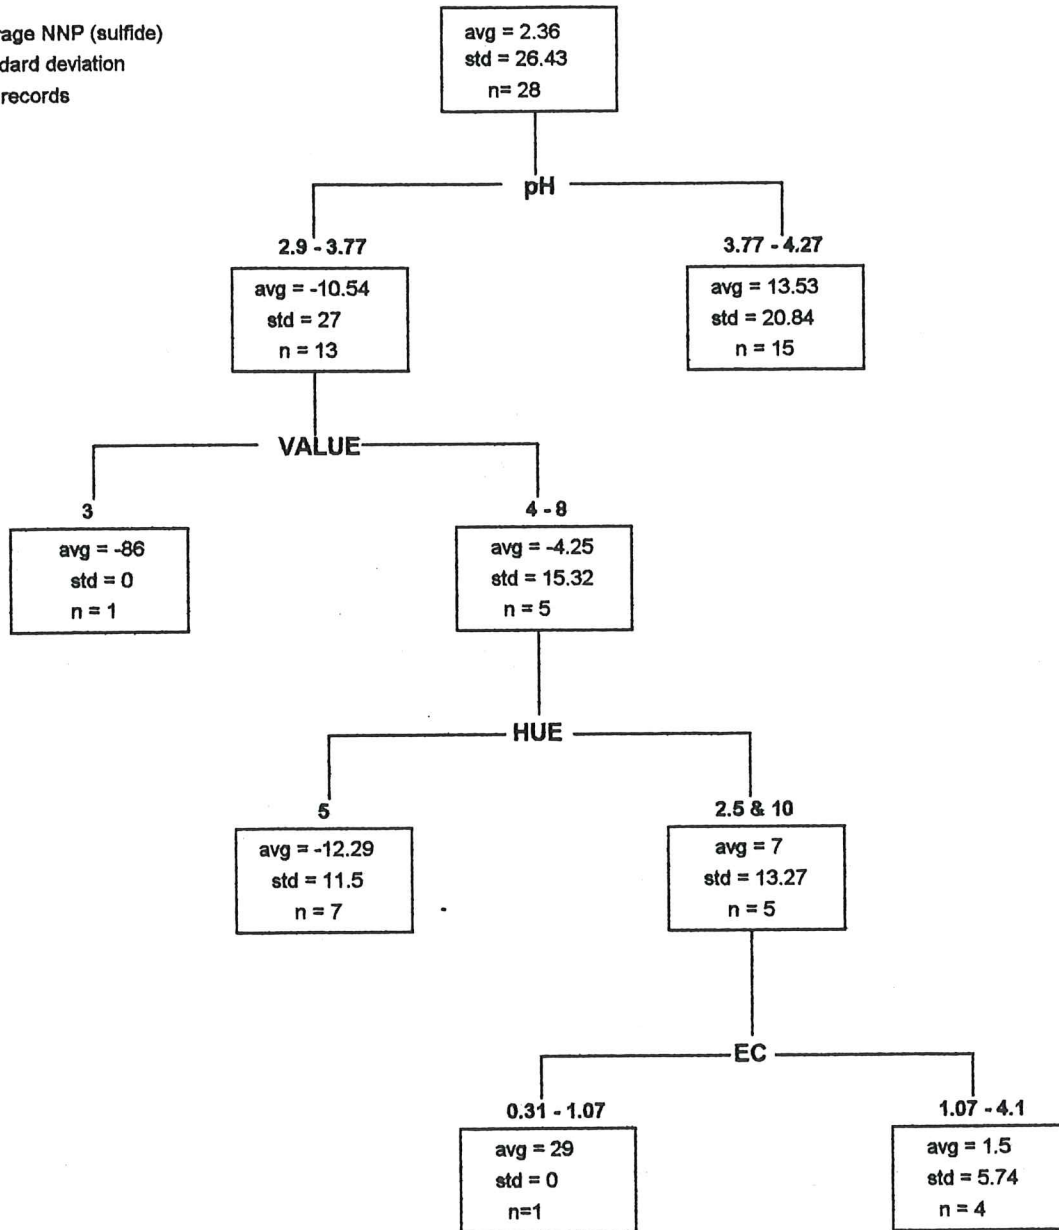 rage NNP (sulfide)
dard deviation
records
avg = 2.36
std = 26.43
n= 28
pH
2.9 - 3.77
3.77 - 4.27
avg = -10.54
std = 27
n = 13
avg = 13.53
std = 20.84
n = 15
VALUE
3
4 - 8
avg = -86
std = 0
n = 1
avg = -4.25
std = 15.32
n = 5
HUE
5
2.5 & 10
avg = -12.29
std = 11.5
n = 7
avg = 7
std = 13.27
n = 5
EC
0.31 - 1.07
1.07 - 4.1
avg = 29
std = 0
n=1
avg = 1.5
std = 5.74
n = 4